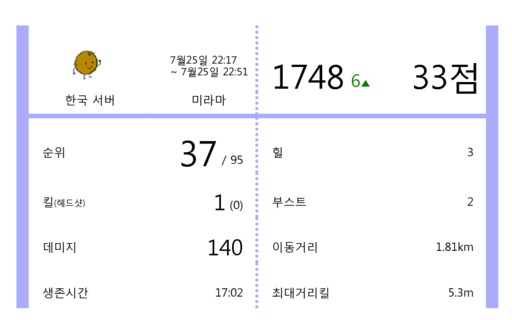 7월25일 22:17
~ 7월25일 22:51
한국 서버
미라마
1748 6▲
33점
순위 37 / 95
킬(헤드샷) 1 (0)
데미지 140
생존시간 17:02
힐 3
부스트 2
이동거리 1.81km
최대거리킬 5.3m